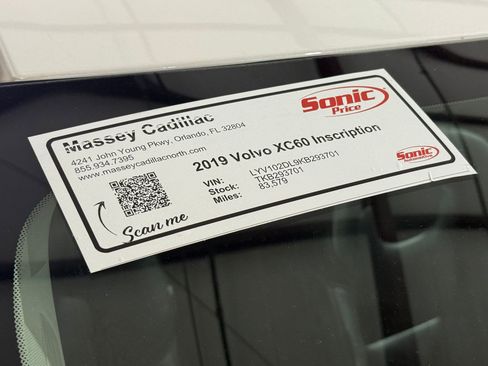 Massey Cadillac
4241 John Young Pkwy, Orlando, FL 32804
855.934.7395
www.masseycadillacnorth.com
Sonic
Price
2019 Volvo XC60 Inscription
VIN: LYV102DL9KB293701
Stock: TKB293701
Miles: 83,579
Scan me
Sonic
Automotive